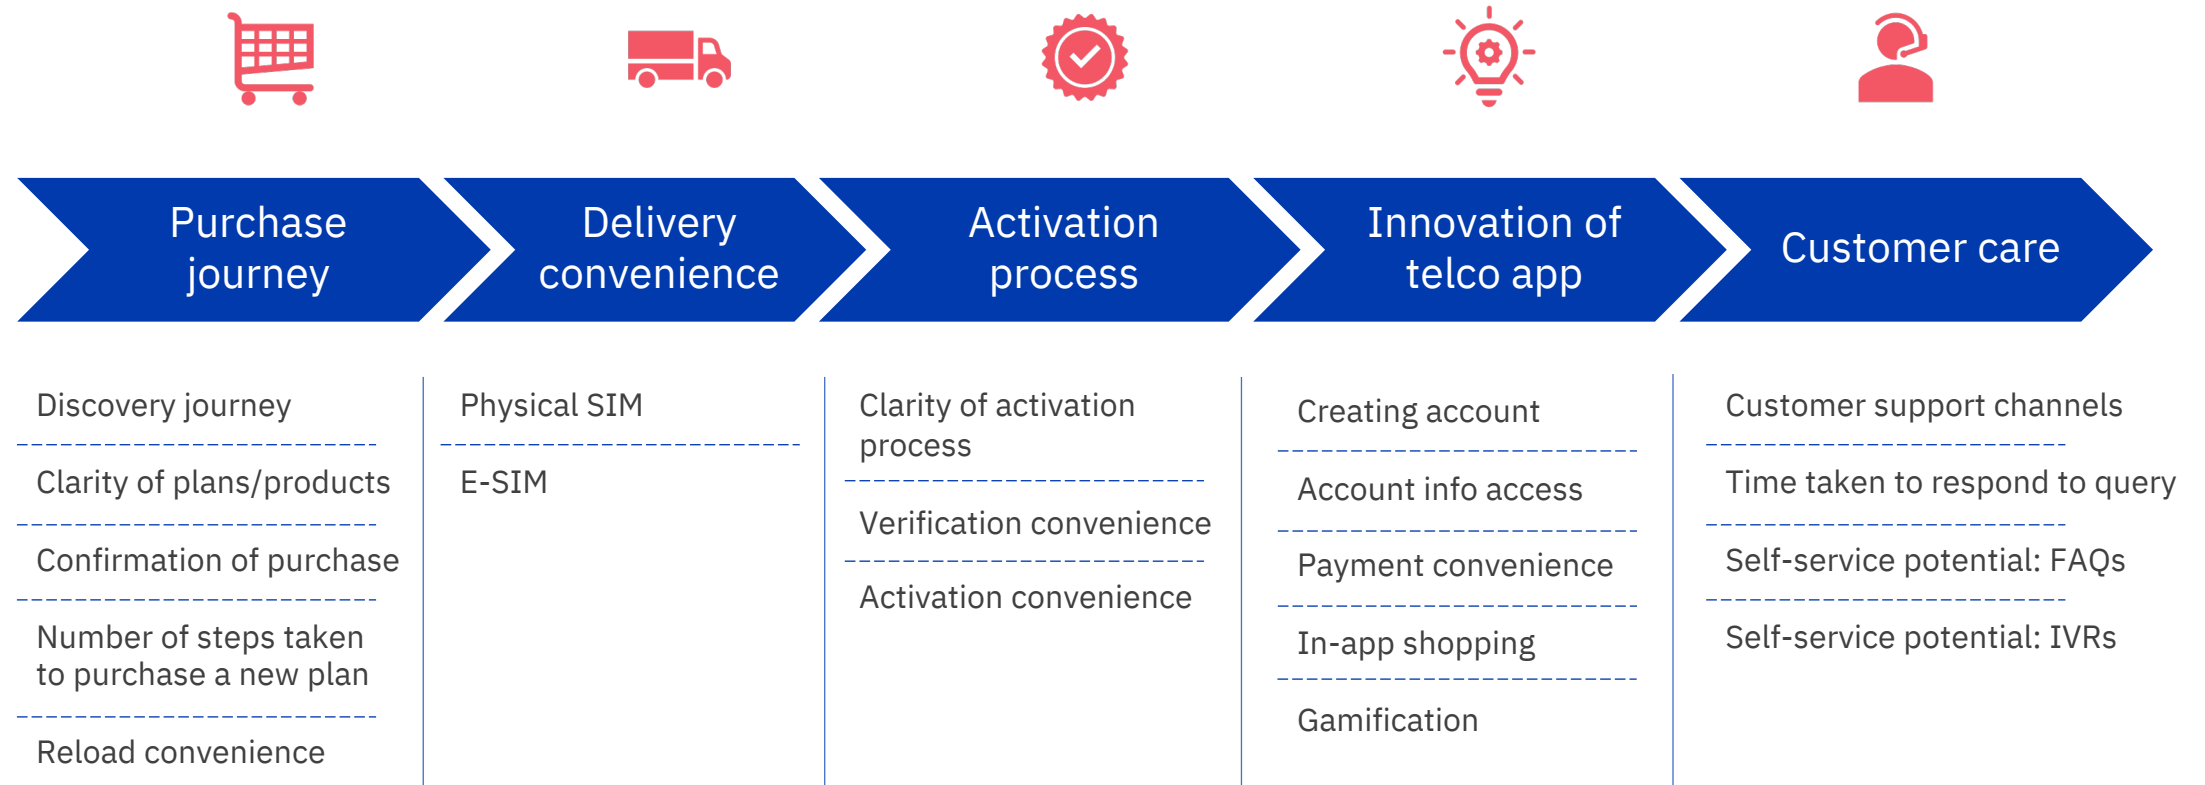 Purchase
journey
Delivery
convenience
Activation
process
Innovation of
telco app
Customer care
Discovery journey
Clarity of plans/products
Confirmation of purchase
Number of steps taken
to purchase a new plan
Reload convenience
Physical SIM
E-SIM
Clarity of activation
process
Verification convenience
Activation convenience
Creating account
Account info access
Payment convenience
In-app shopping
Gamification
Customer support channels
Time taken to respond to query
Self-service potential: FAQs
Self-service potential: IVRs